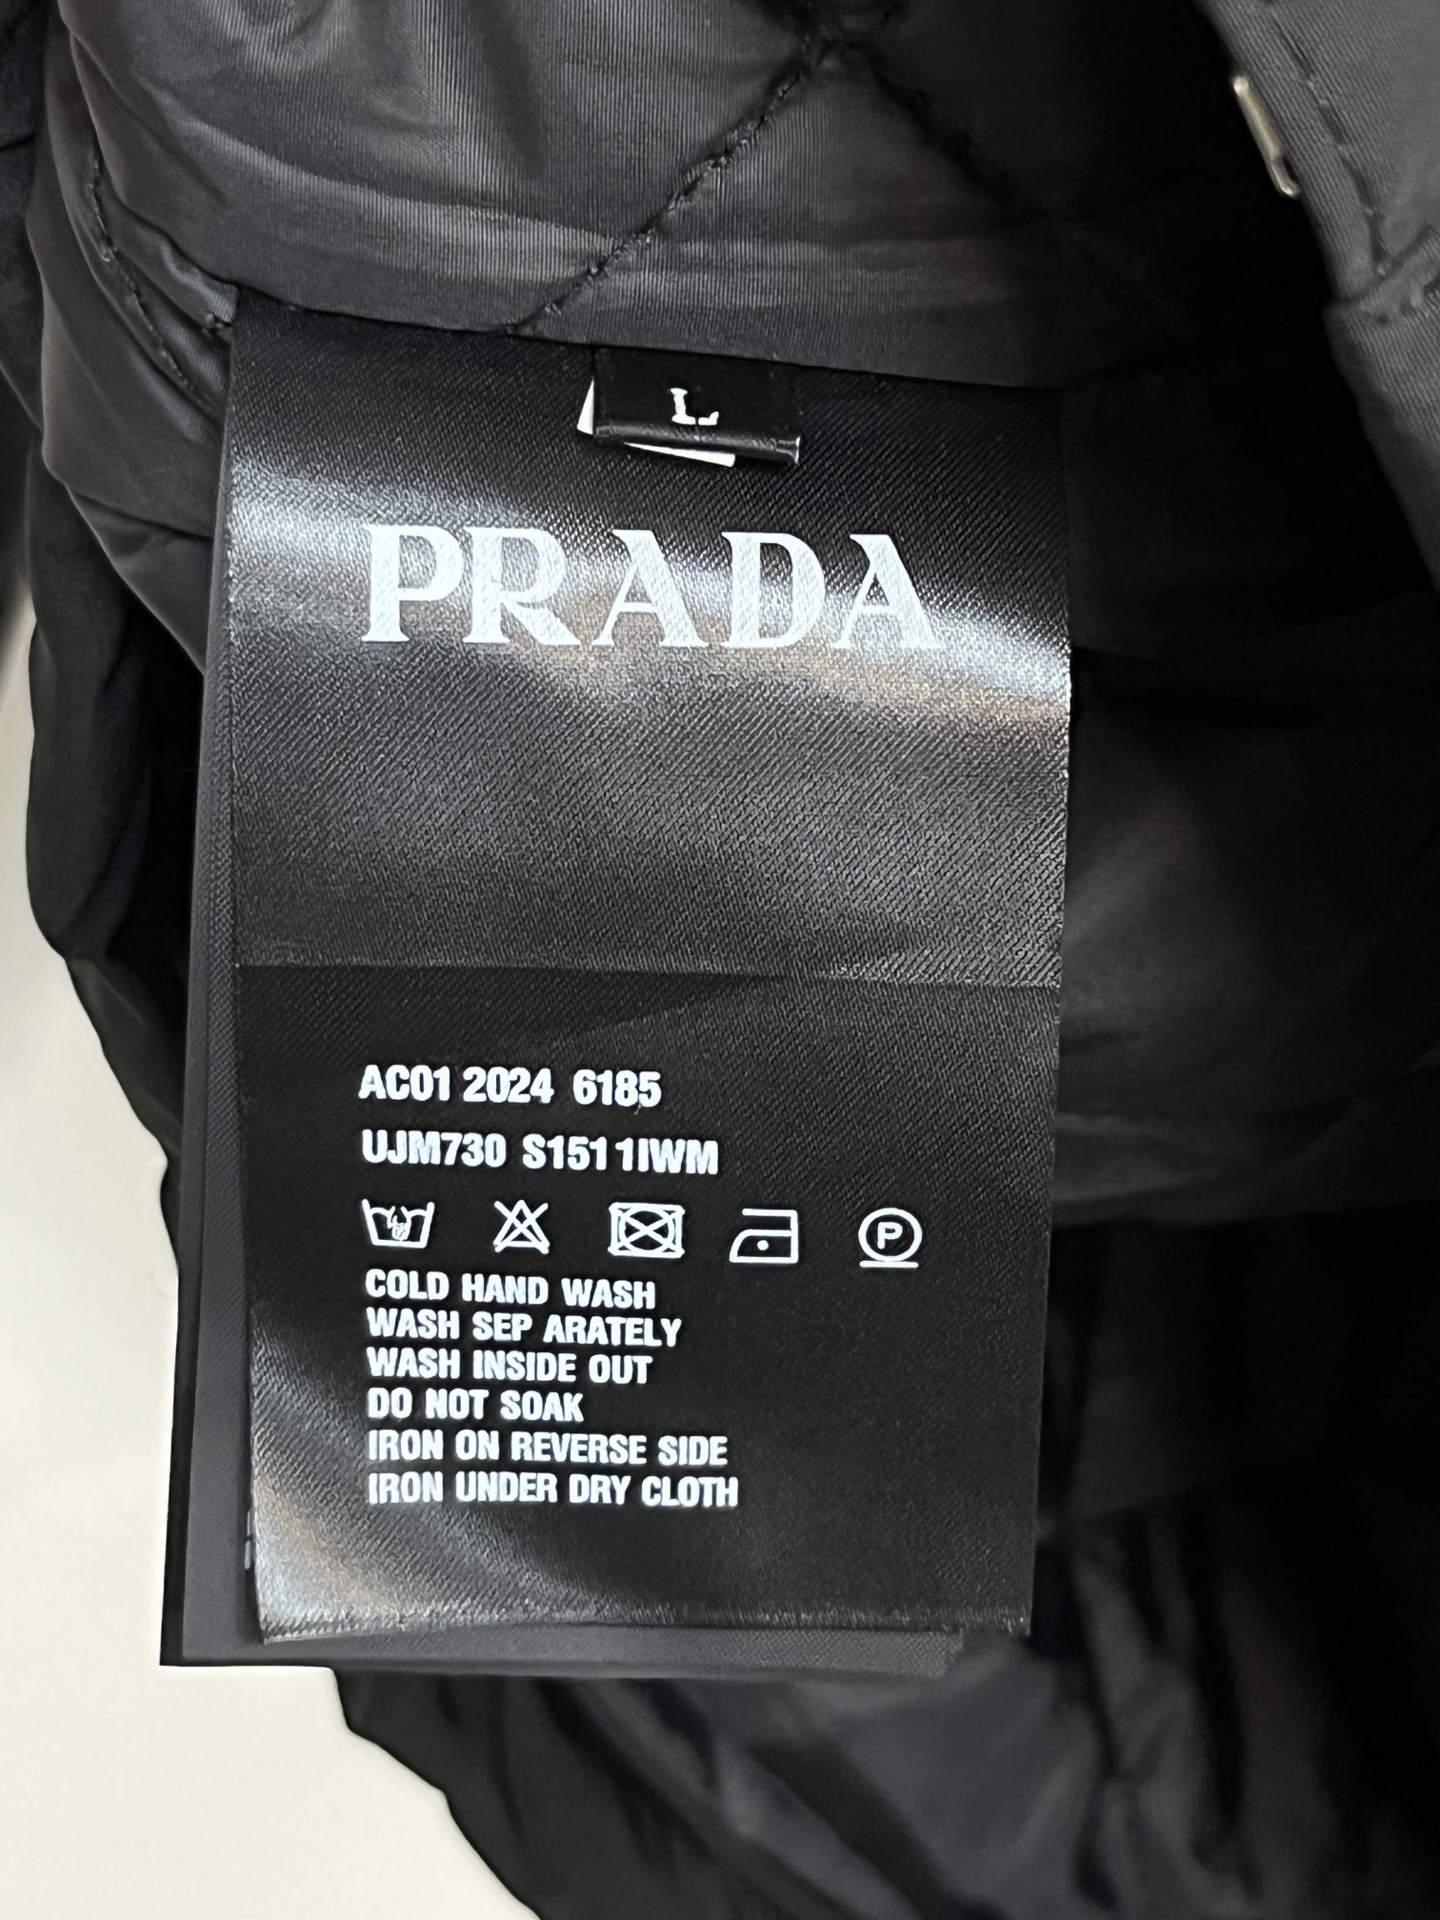 L
PRADA
AC01 2024 6185
UJM730 S151 1IWM
P
COLD HAND WASH
WASH SEP ARATELY
WASH INSIDE OUT
DO NOT SOAK
IRON ON REVERSE SIDE
IRON UNDER DRY CLOTH